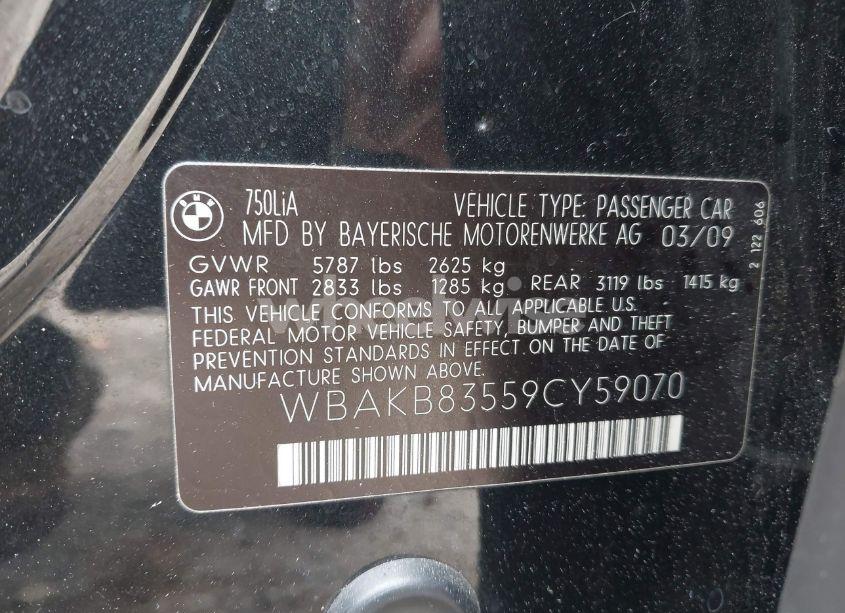 BMW
750LiA VEHICLE TYPE: PASSENGER CAR
MFD BY BAYERISCHE MOTORENWERKE AG 03/09
GVWR 5787 lbs 2625 kg
GAWR FRONT 2833 lbs 1285 kg REAR 3119 lbs 1415 kg
THIS VEHICLE CONFORMS TO ALL APPLICABLE U.S.
FEDERAL MOTOR VEHICLE SAFETY, BUMPER AND THEFT
PREVENTION STANDARDS IN EFFECT ON THE DATE OF
MANUFACTURE SHOWN ABOVE.
WBAKB83559CY59070
2 122 606
wheelvise